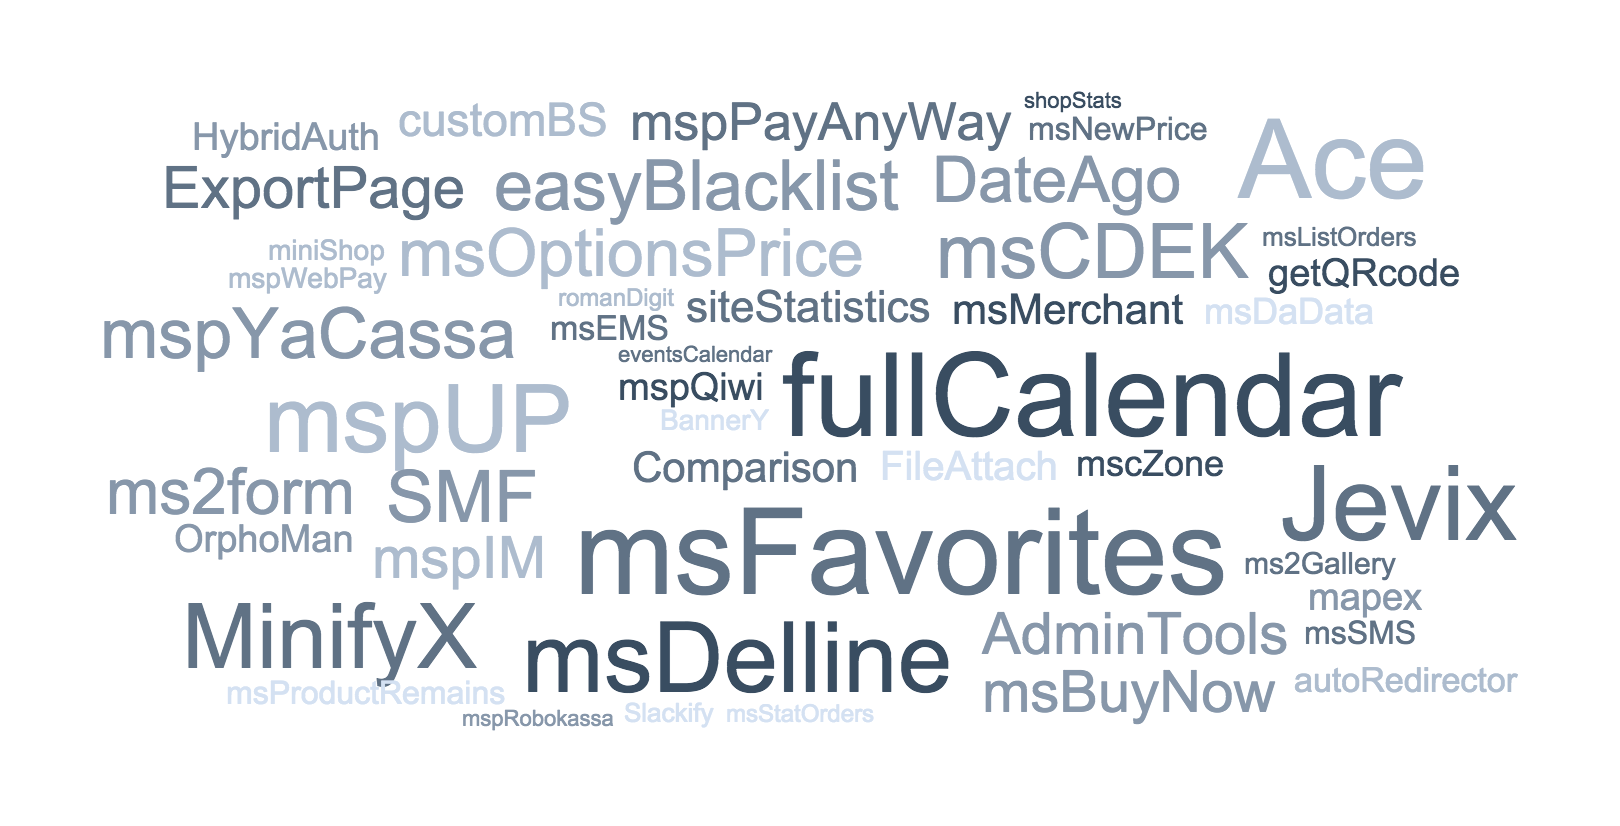 shopStats
HybridAuth customBS mspPayAnyWay msNewPrice
Ace
ExportPage easyBlacklist DateAgo
miniShop msOptionsPrice msCDEK msListOrders
mspWebPay getQRcode
romanDigit siteStatistics msMerchant msDaData
mspYaCassa msEMS
eventsCalendar
mspQiwi fullCalendar
mspUP BannerY
Comparison FileAttach mscZone
ms2form SMF Jevix
OrphoMan mspIM msFavorites ms2Gallery
mapex
MinifyX msDelline AdminTools msSMS
msProductRemains msBuyNow autoRedirector
mspRobokassa Slackify msStatOrders